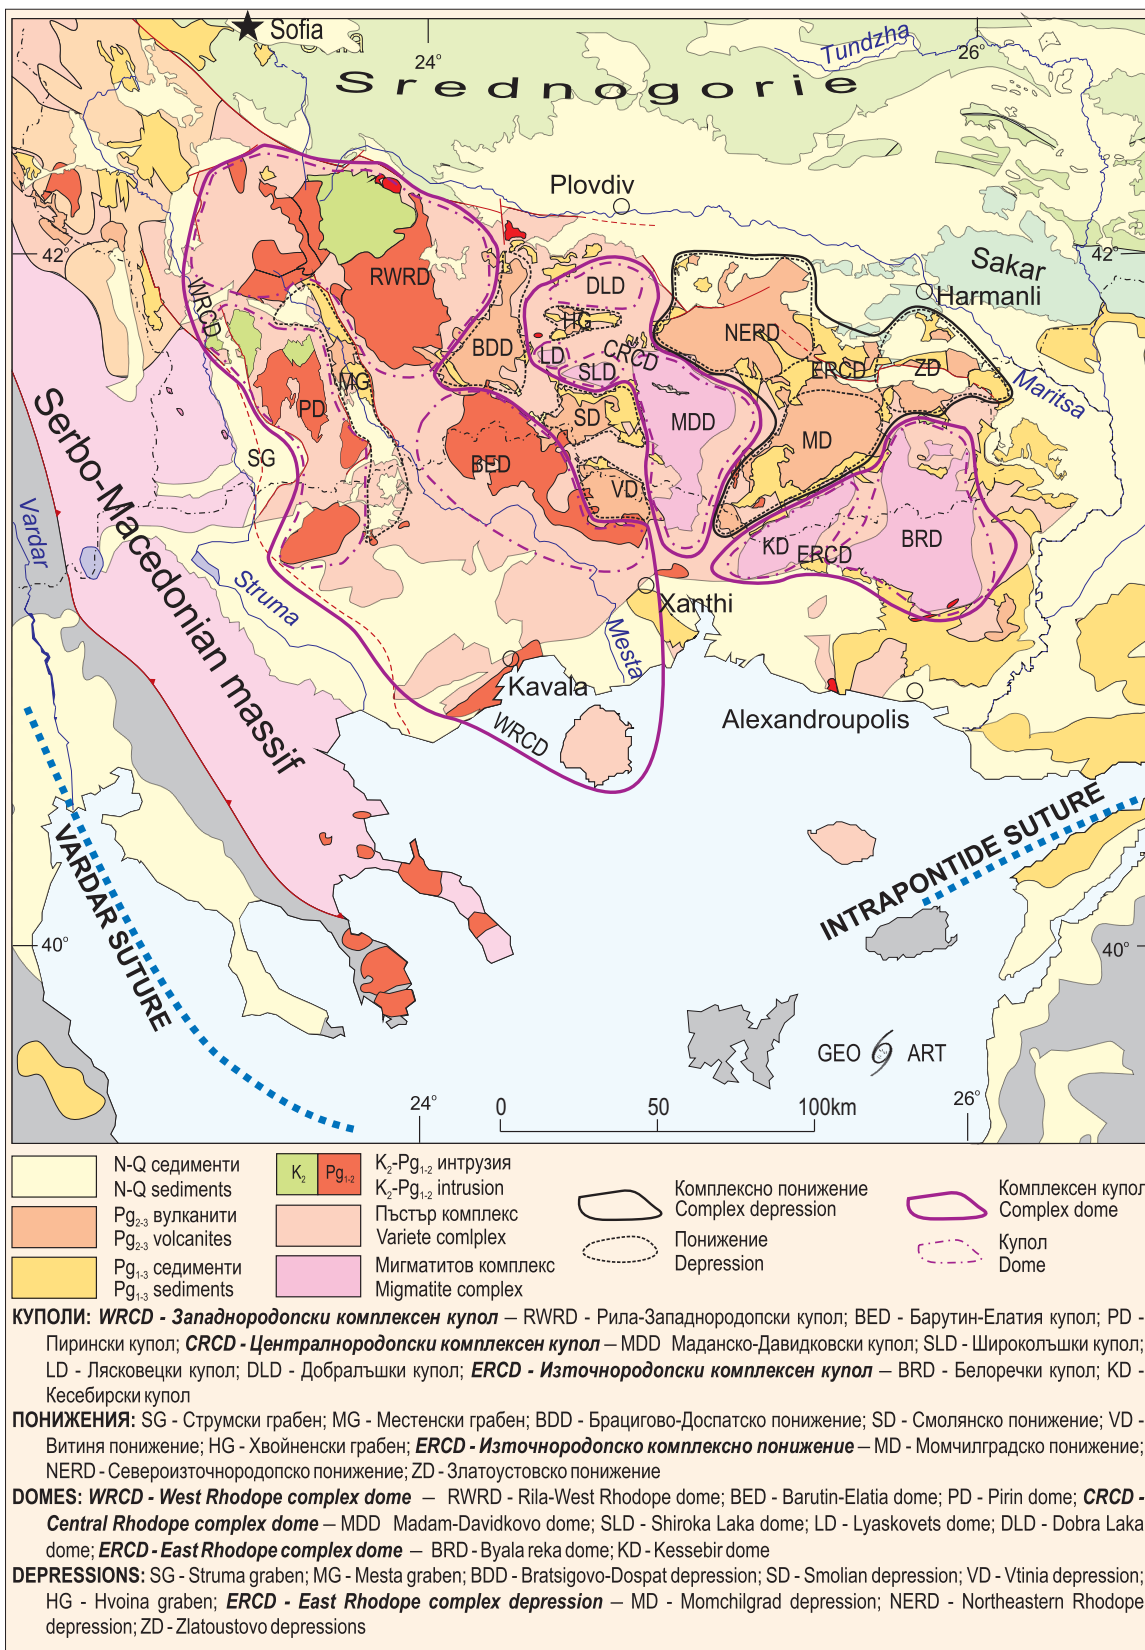 Sofia
24°
Tundzha
26°
Srednogorie
Plovdiv
42°
42°
Sakar
Harmanli
WRCD
RWRD
DLD
HG
NERD
BDD
LD
CRCD
SLD
ERCD
ZD
MG
PD
SD
MDD
MD
Maritsa
SG
BED
VD
KD
ERCD
BRD
Serbo-Macedonian massif
Vardar
Struma
Mesta
Xanthi
Kavala
WRCD
Alexandroupolis
VARDAR SUTURE
INTRAPONTIDE SUTURE
40°
40°
GEO ART
24°
0 50 100km
26°
N-Q седименти
N-Q sediments
Pg2-3 вулканити
Pg2-3 volcanites
Pg1-3 седименти
Pg1-3 sediments
K2 Pg1-2
K2-Pg1-2 интрузия
K2-Pg1-2 intrusion
Пъстър комплекс
Variete comlplex
Мигматитов комплекс
Migmatite complex
Комплексно понижение
Complex depression
Понижение
Depression
Комплексен купол
Complex dome
Купол
Dome
КУПОЛИ: WRCD - Западнородопски комплексен купол — RWRD - Рила-Западнородопски купол; BED - Барутин-Елатия купол; PD -
Пирински купол; CRCD - Централнородопски комплексен купол — MDD Маданско-Давидковски купол; SLD - Широколъшки купол;
LD - Лясковецки купол; DLD - Добралъшки купол; ERCD - Източнородопски комплексен купол — BRD - Белоречки купол; KD -
Кесебирски купол
ПОНИЖЕНИЯ: SG - Струмски грабен; MG - Местенски грабен; BDD - Брацигово-Доспатско понижение; SD - Смолянско понижение; VD -
Витиня понижение; HG - Хвойненски грабен; ERCD - Източнородопско комплексно понижение — MD - Момчилградско понижение;
NERD - Североизточнородопско понижение; ZD - Златоустовско понижение
DOMES: WRCD - West Rhodope complex dome — RWRD - Rila-West Rhodope dome; BED - Barutin-Elatia dome; PD - Pirin dome; CRCD -
Central Rhodope complex dome — MDD Madam-Davidkovo dome; SLD - Shiroka Laka dome; LD - Lyaskovets dome; DLD - Dobra Laka
dome; ERCD - East Rhodope complex dome — BRD - Byala reka dome; KD - Kessebir dome
DEPRESSIONS: SG - Struma graben; MG - Mesta graben; BDD - Bratsigovo-Dospat depression; SD - Smolian depression; VD - Vtinia depression;
HG - Hvoina graben; ERCD - East Rhodope complex depression — MD - Momchilgrad depression; NERD - Northeastern Rhodope
depression; ZD - Zlatoustovo depressions